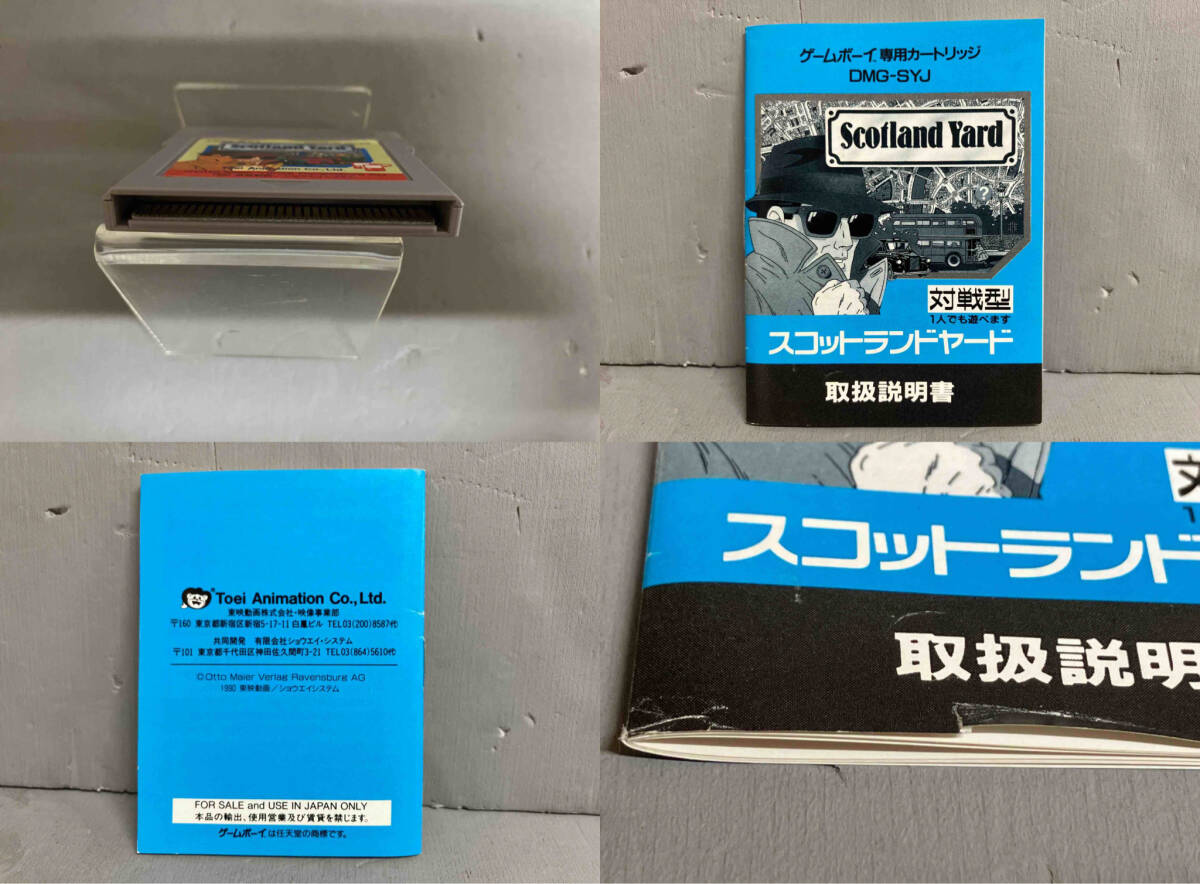 Scotland Yard
Toei Animation Co., Ltd.
ゲームボーイ™専用カートリッジ
DMG-SYJ
Scotland Yard
?
対戦型
1人でも遊べます
スコットランドヤード
取扱説明書
Toei Animation Co., Ltd.
東映動画株式会社・映像事業部
〒160 東京都新宿区新宿5-17-11 白鳳ビル TEL03(200)8587代
共同開発 有限会社ショウエイ・システム
〒101 東京都千代田区神田佐久間町3-21 TEL03(864)5610代
©Otto Maier Verlag Ravensburg AG
1990 東映動画/ショウエイシステム
FOR SALE and USE IN JAPAN ONLY
本品の輸出、使用営業及び賃貸を禁じます。
ゲームボーイは任天堂の商標です。
対
1
スコットランド
取扱説明